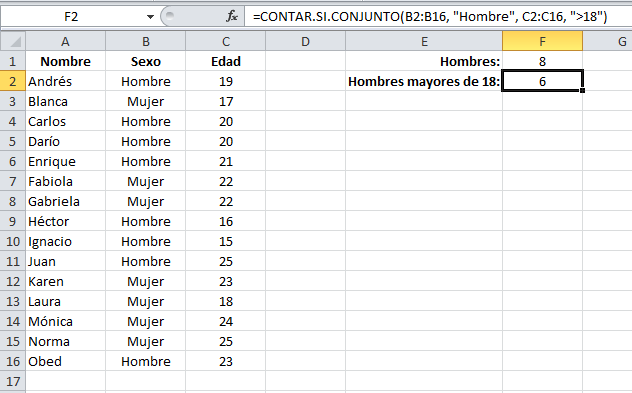 F2 fx =CONTAR.SI.CONJUNTO(B2:B16, "Hombre", C2:C16, ">18")
A B C D E F G
1 Nombre Sexo Edad Hombres: 8
2 Andrés Hombre 19 Hombres mayores de 18: 6
3 Blanca Mujer 17
4 Carlos Hombre 20
5 Darío Hombre 20
6 Enrique Hombre 21
7 Fabiola Mujer 22
8 Gabriela Mujer 22
9 Héctor Hombre 16
10 Ignacio Hombre 15
11 Juan Hombre 25
12 Karen Mujer 23
13 Laura Mujer 18
14 Mónica Mujer 24
15 Norma Mujer 25
16 Obed Hombre 23
17